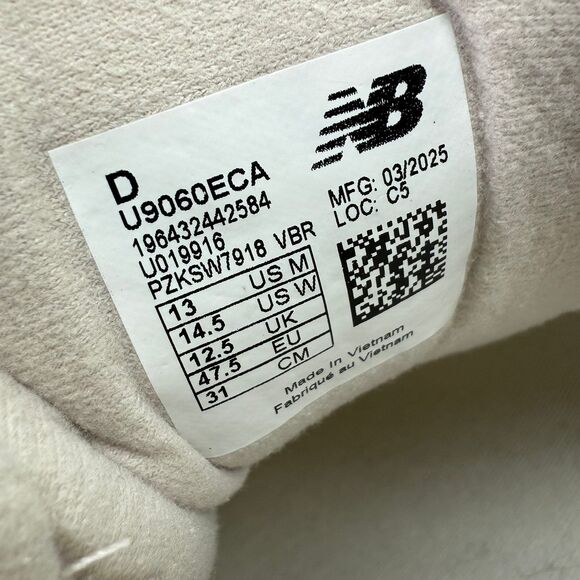 NB
D
U9060ECA
196432442584
U019916
PZKSW7918 VBR
MFG: 03/2025
LOC: C5
13 US M
14.5 US W
12.5 UK
47.5 EU
31 CM
Made in Vietnam
Fabriqué au Vietnam